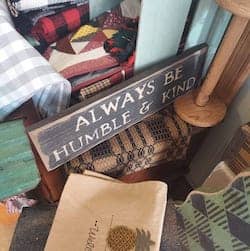 ALWAYS BE
HUMBLE & KIND